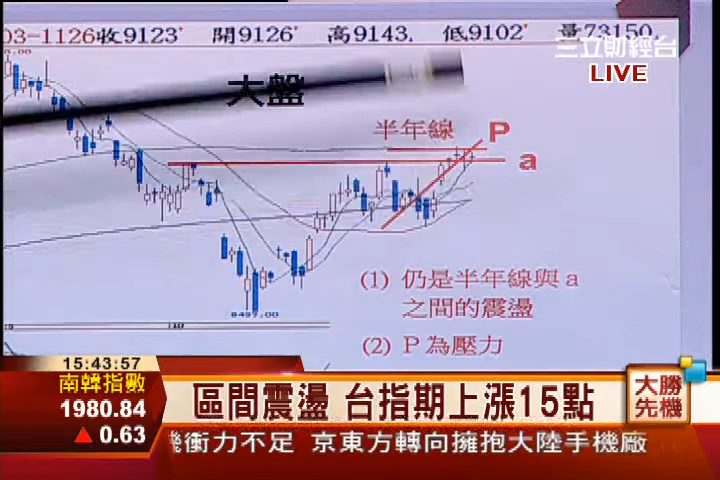 03-1126收9123 開9126 高9143 低9102 量73150
三立財經台
LIVE
大盤
半年線
P
a
8497.00
(1) 仍是半年線與a
之間的震盪
(2) P為壓力
15:43:57
南韓指數
1980.84
▲0.63
區間震盪 台指期上漲15點
大勝
先機
衝力不足 京東方轉向擁抱大陸手機廠